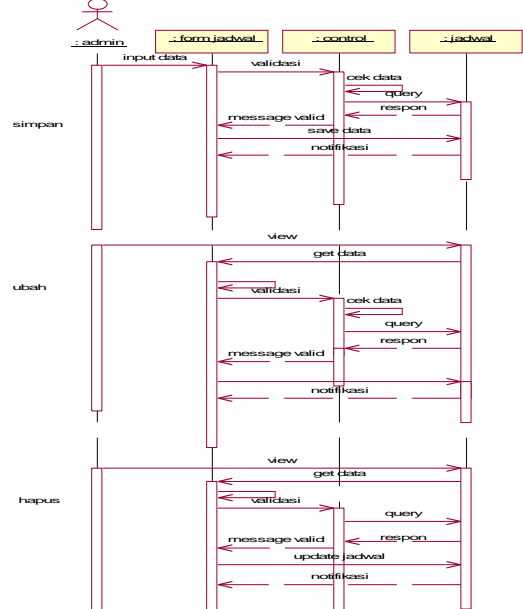 : admin
: form jadwal
: control
: jadwal
input data
validasi
cek data
query
respon
message valid
simpan
save data
notifikasi
view
get data
ubah
validasi
cek data
query
respon
message valid
notifikasi
view
get data
hapus
validasi
query
respon
message valid
update jadwal
notifikasi